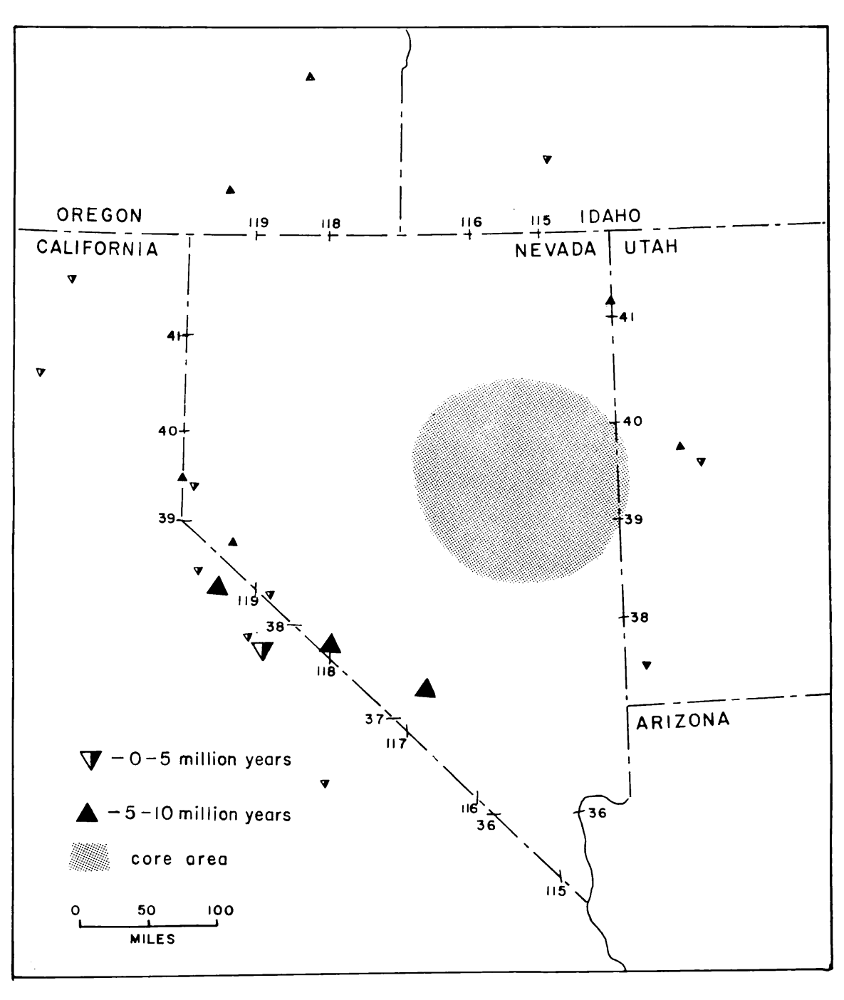 OREGON
119
118
116
115
IDAHO
CALIFORNIA
NEVADA
UTAH
41
41
40
40
39
39
119
38
38
118
37
ARIZONA
117
-0-5 million years
116
36
36
-5-10 million years
core area
115
0 50 100
MILES